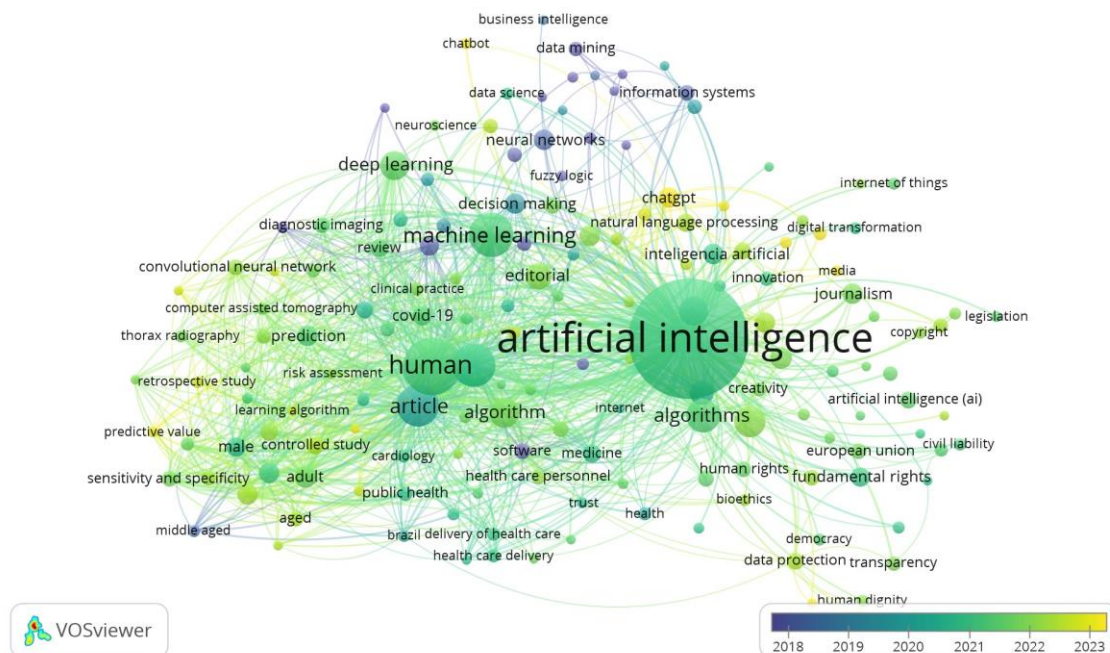 business intelligence
chatbot
data mining
data science
information systems
neuroscience
neural networks
deep learning
fuzzy logic
internet of things
decision making
chatgpt
diagnostic imaging
machine learning
natural language processing
digital transformation
review
inteligencia artificial
convolutional neural network
clinical practice
editorial
innovation
media
computer assisted tomography
covid-19
journalism
legislation
thorax radiography
prediction
artificial intelligence
copyright
retrospective study
risk assessment
human
creativity
learning algorithm
article
algorithm
internet
algorithms
artificial intelligence (ai)
predictive value
male
controlled study
cardiology
software
medicine
european union
civil liability
sensitivity and specificity
adult
public health
health care personnel
human rights
fundamental rights
aged
trust
health
bioethics
middle aged
brazil
delivery of health care
democracy
health care delivery
data protection
transparency
human dignity
VOSviewer
2018 2019 2020 2021 2022 2023